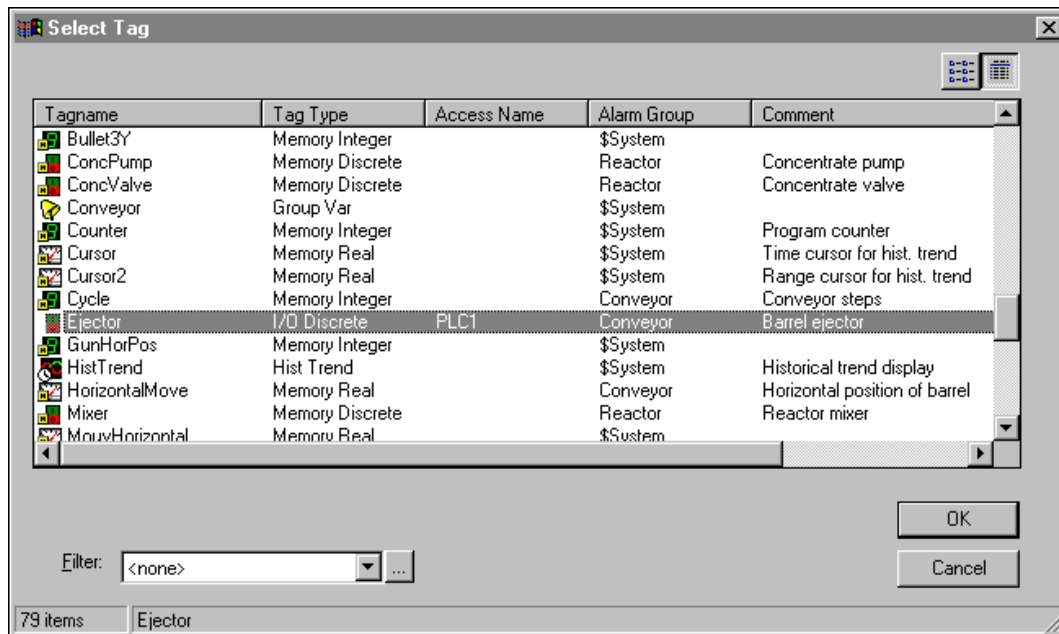 Select Tag
Tagname Tag Type Access Name Alarm Group Comment
Bullet3Y Memory Integer $System
ConcPump Memory Discrete Reactor Concentrate pump
ConcValve Memory Discrete Reactor Concentrate valve
Conveyor Group Var $System
Counter Memory Integer $System Program counter
Cursor Memory Real $System Time cursor for hist. trend
Cursor2 Memory Real $System Range cursor for hist. trend
Cycle Memory Integer Conveyor Conveyor steps
Ejector I/O Discrete PLC1 Conveyor Barrel ejector
GunHorPos Memory Integer $System
HistTrend Hist Trend $System Historical trend display
HorizontalMove Memory Real Conveyor Horizontal position of barrel
Mixer Memory Discrete Reactor Reactor mixer
MouvHorizontal Memory Real $System
OK
Filter: <none> ...
Cancel
79 items Ejector